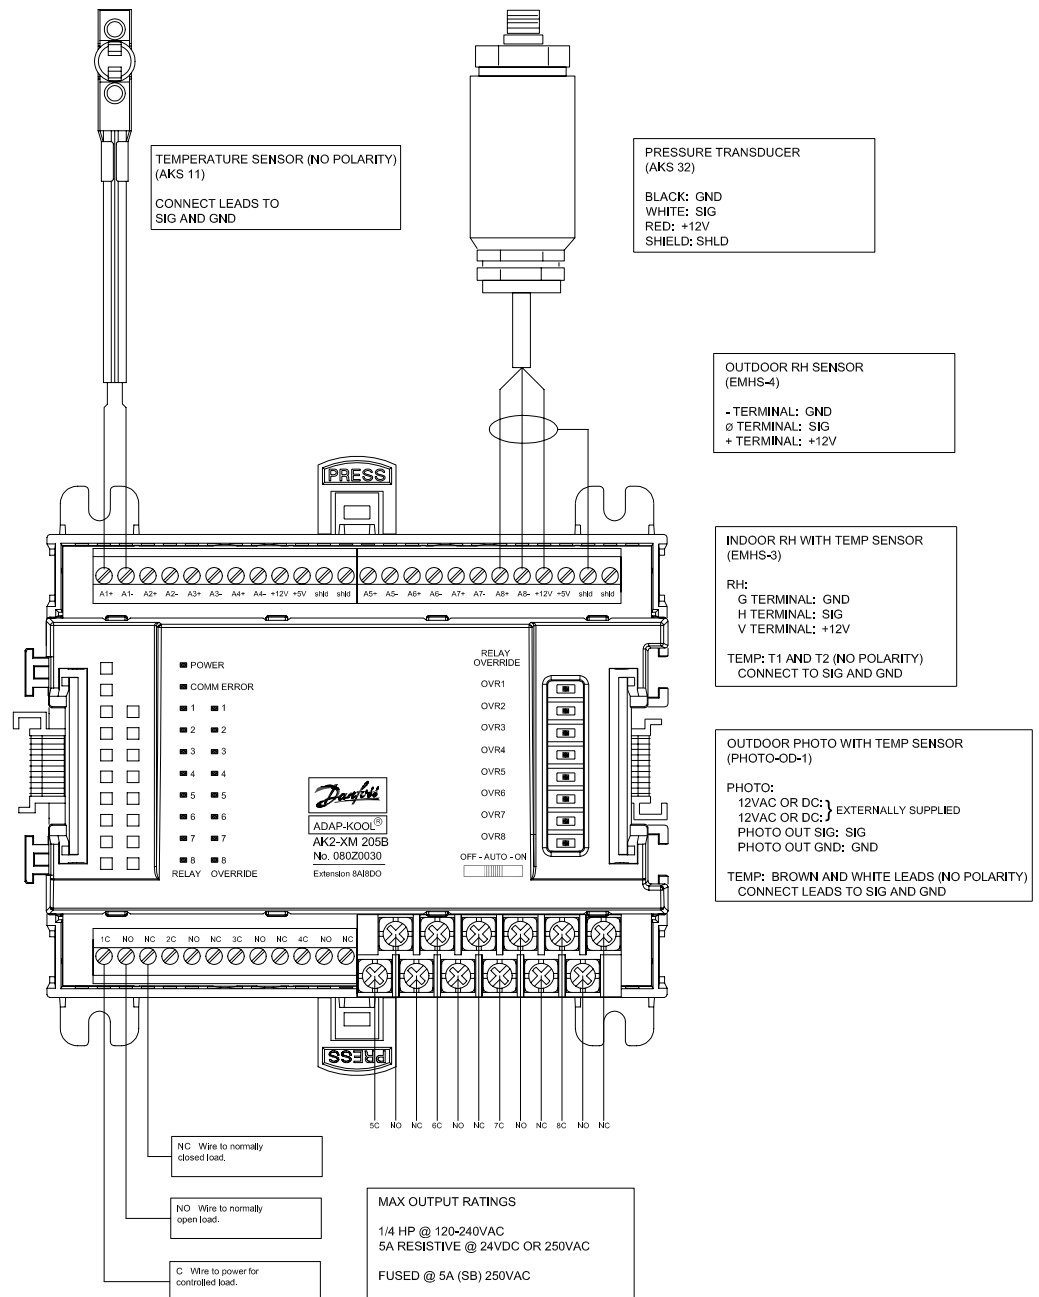 TEMPERATURE SENSOR (NO POLARITY)
(AKS 11)
CONNECT LEADS TO
SIG AND GND
PRESSURE TRANSDUCER
(AKS 32)
BLACK: GND
WHITE: SIG
RED: +12V
SHIELD: SHLD
OUTDOOR RH SENSOR
(EMHS-4)
- TERMINAL: GND
ø TERMINAL: SIG
+ TERMINAL: +12V
PRESS
INDOOR RH WITH TEMP SENSOR
(EMHS-3)
RH:
G TERMINAL: GND
H TERMINAL: SIG
V TERMINAL: +12V
TEMP: T1 AND T2 (NO POLARITY)
CONNECT TO SIG AND GND
A1+ A1- A2+ A2- A3+ A3- A4+ A4- +12V +5V shld shld A5+ A5- A6+ A6- A7+ A7- A8+ A8- +12V +5V shld shld
POWER
COMM ERROR
1 1
2 2
3 3
4 4
5 5
6 6
7 7
8 8
RELAY OVERRIDE
RELAY
OVERRIDE
OVR1
OVR2
OVR3
OVR4
OVR5
OVR6
OVR7
OVR8
OFF - AUTO - ON
Danfoss
ADAP-KOOL®
AK2-XM 205B
No. 080Z0030
Extension 8AI8DO
OUTDOOR PHOTO WITH TEMP SENSOR
(PHOTO-OD-1)
PHOTO:
12VAC OR DC:
12VAC OR DC:
} EXTERNALLY SUPPLIED
PHOTO OUT SIG: SIG
PHOTO OUT GND: GND
TEMP: BROWN AND WHITE LEADS (NO POLARITY)
CONNECT LEADS TO SIG AND GND
1C NO NC 2C NO NC 3C NO NC 4C NO NC
PRESS
5C NO NC 6C NO NC 7C NO NC 8C NO NC
NC Wire to normally
closed load.
NO Wire to normally
open load.
C Wire to power for
controlled load.
MAX OUTPUT RATINGS
1/4 HP @ 120-240VAC
5A RESISTIVE @ 24VDC OR 250VAC
FUSED @ 5A (SB) 250VAC